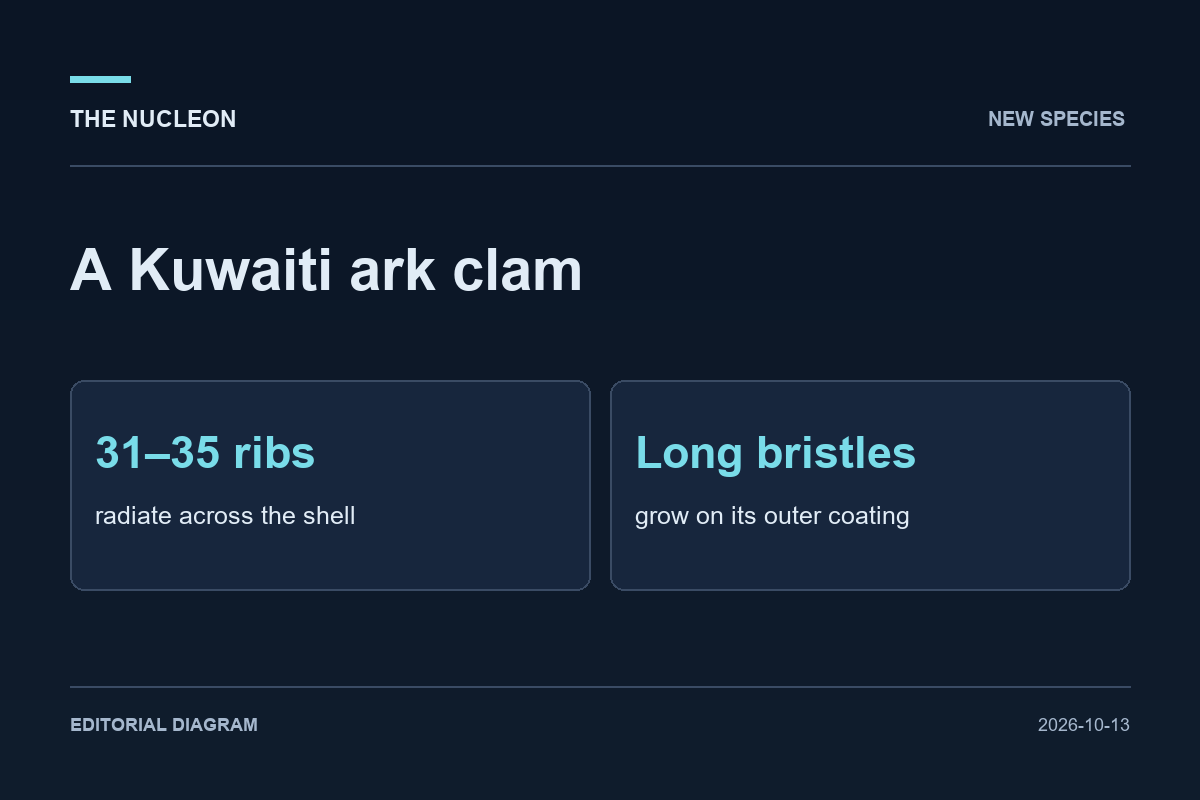 THE NUCLEON
NEW SPECIES
A Kuwaiti ark clam
31–35 ribs
radiate across the shell
Long bristles
grow on its outer coating
EDITORIAL DIAGRAM
2026-10-13